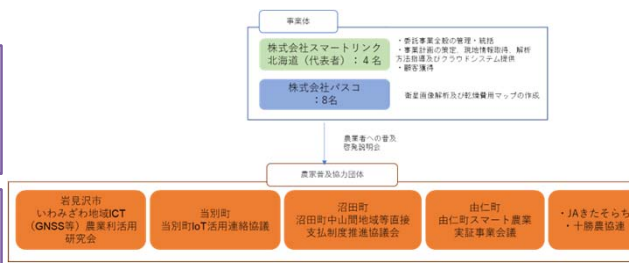 事業体
株式会社スマートリンク
北海道（代表者）：４名
・委託事業全般の管理・統括
・事業計画の策定、現地情報取得、解析
方法指導及びクラウドシステム提供
・顧客獲得
株式会社パスコ
：8名
衛星画像解析及び乾燥費用マップの作成
農業者への普及
啓発説明会
農家普及協力団体
岩見沢市
いわみざわ地域ICT
（GNSS等）農業利活用
研究会
当別町
当別町IoT活用連絡協議
沼田町
沼田町中山間地域等直接
支払制度推進協議会
由仁町
由仁町スマート農業
実証事業会議
・JAきたそらち
・十勝農協連